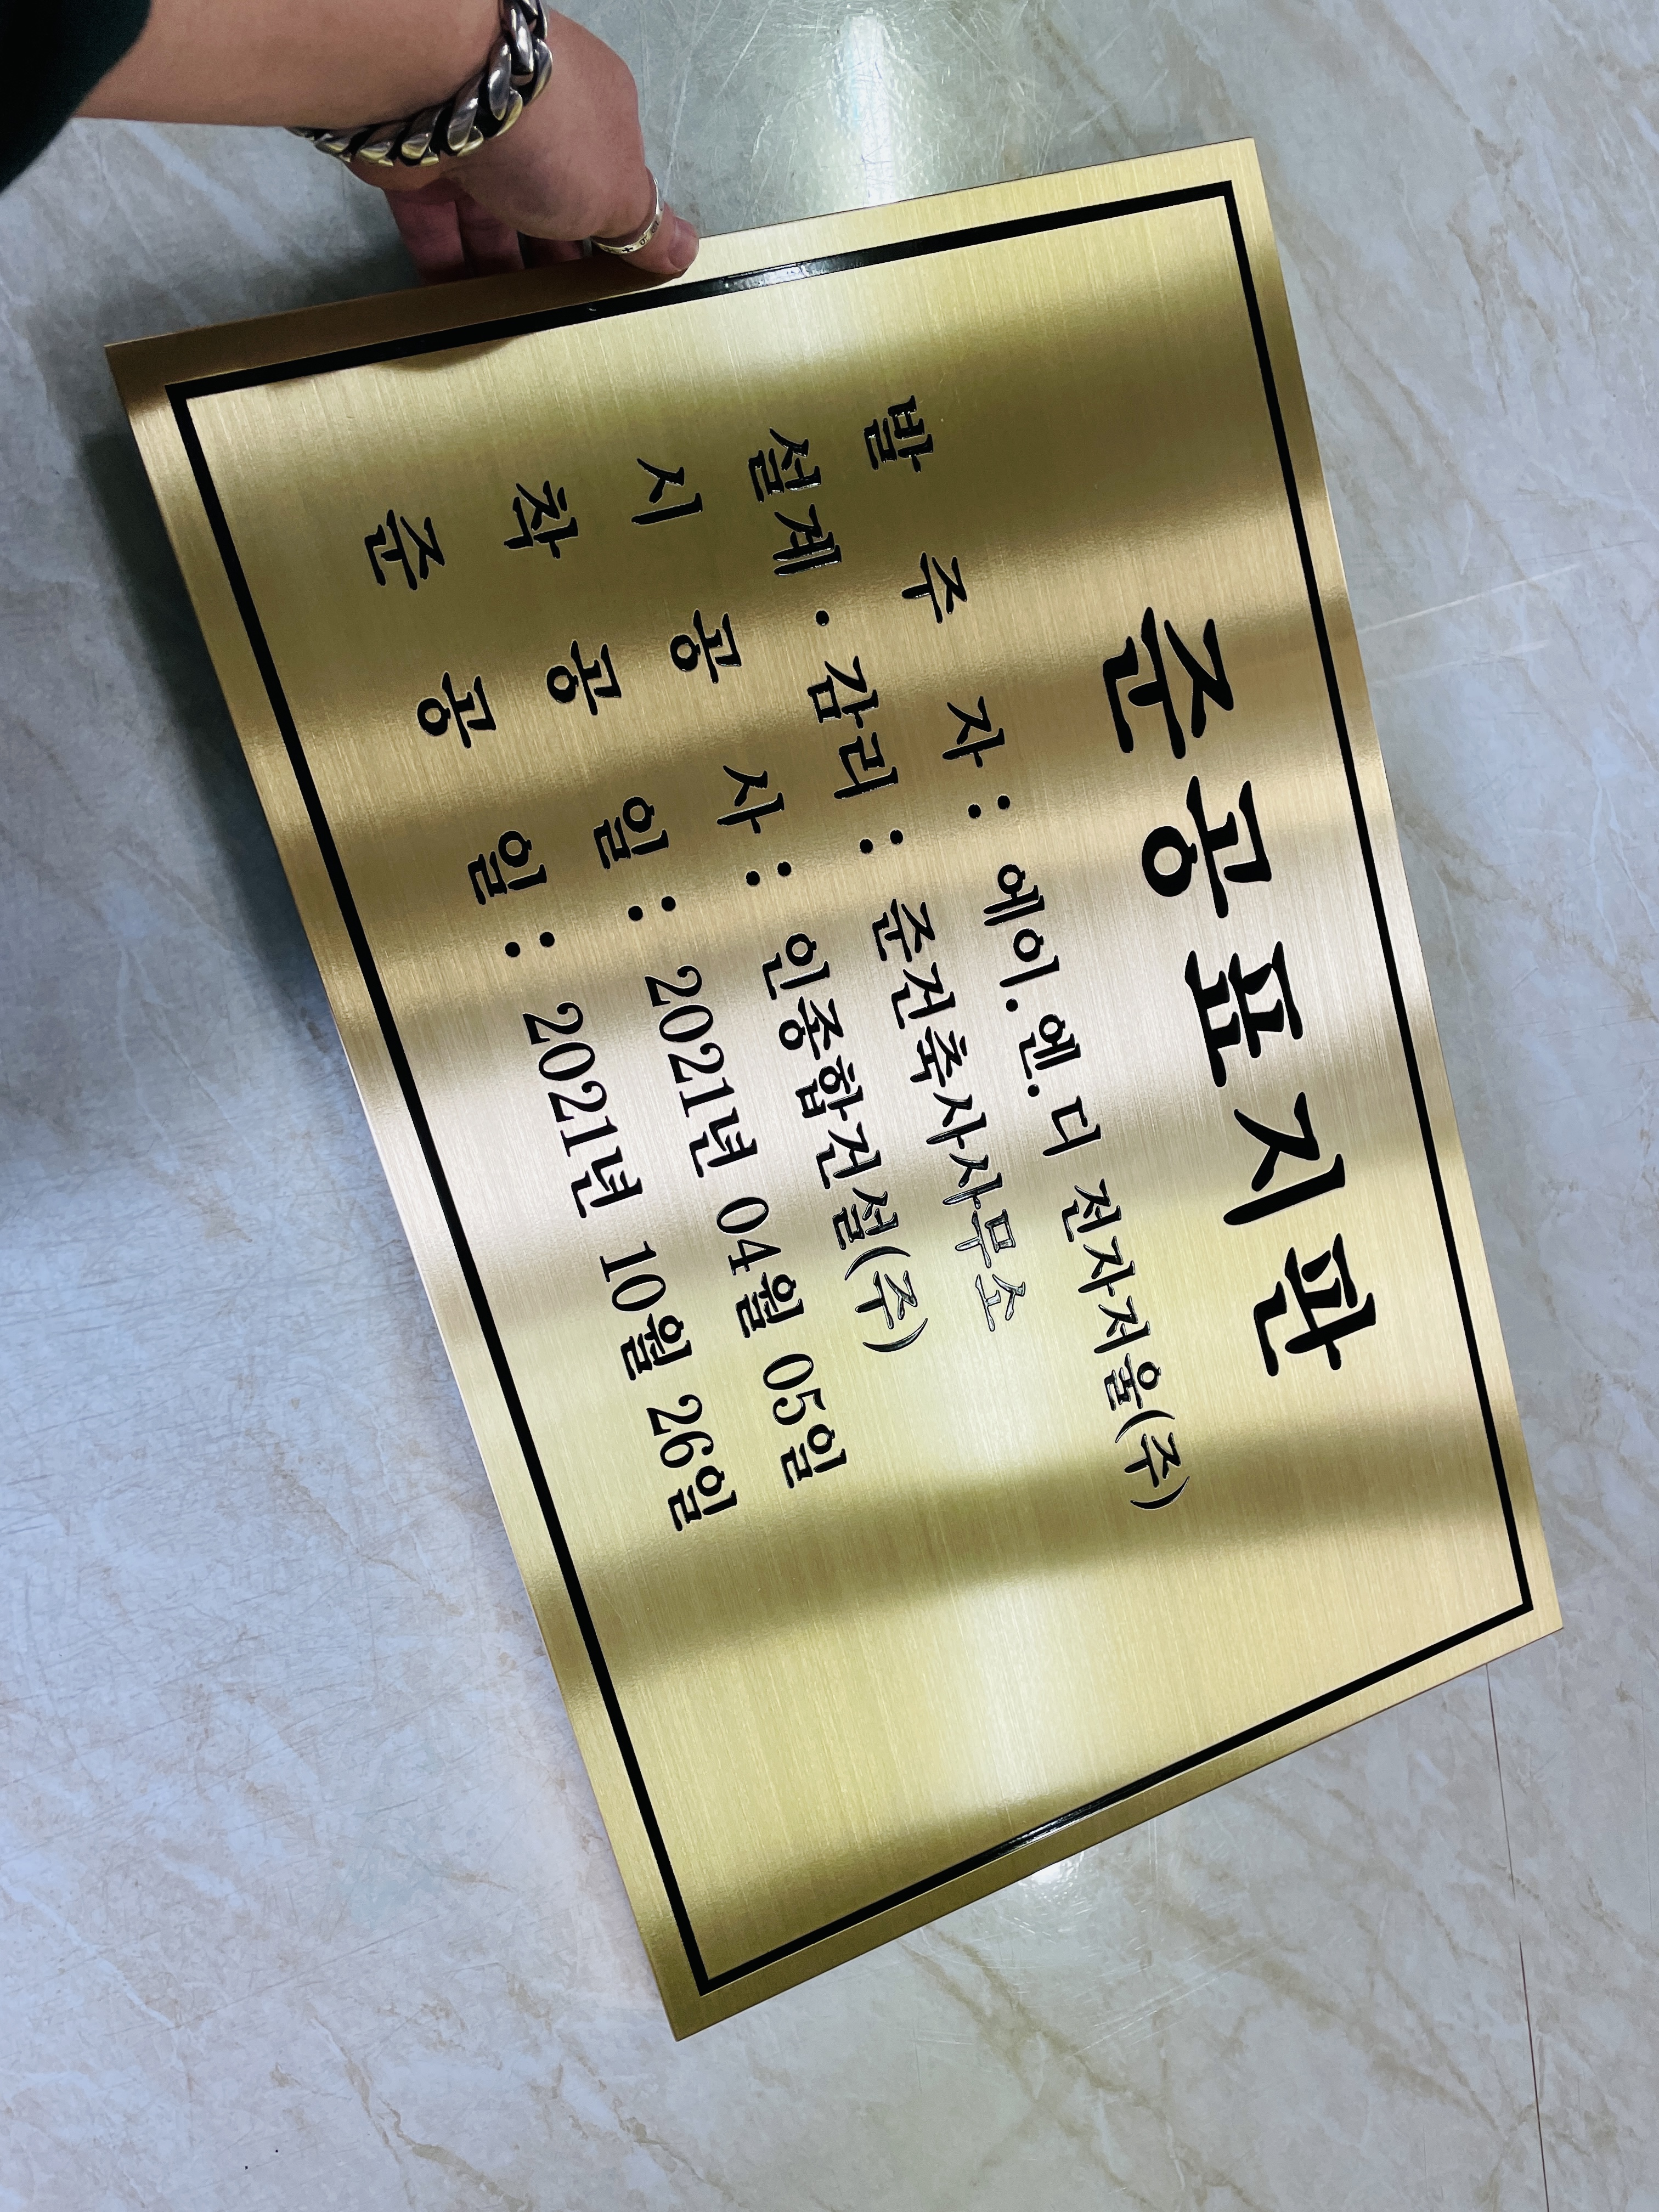 준공표지판
발 주 자 : 에이.엔.디 전자저울(주)
설계 · 감리 : 준건축사사무소
시 공 사 : 인종합건설(주)
착 공 일 : 2021년 04월 05일
준 공 일 : 2021년 10월 26일